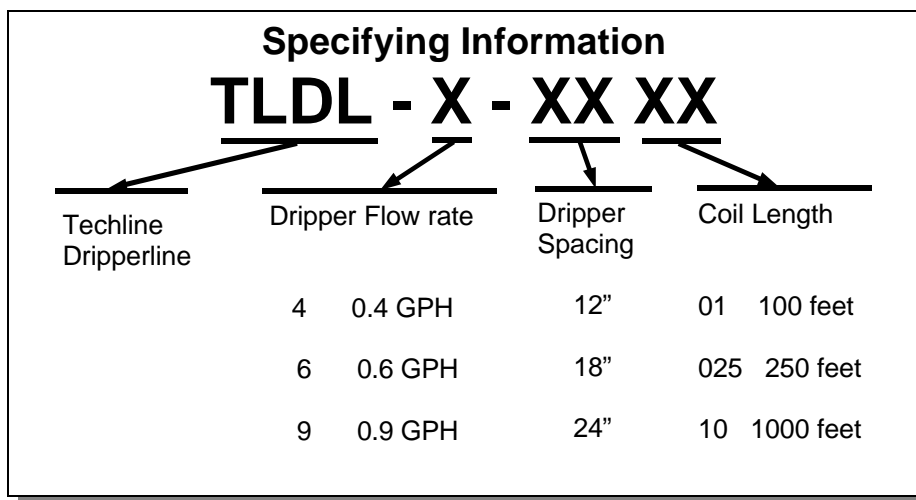 Specifying Information
TLDL - X - XX XX
Techline
Dripperline
Dripper Flow rate
Dripper
Spacing
Coil Length
4 0.4 GPH 12” 01 100 feet
6 0.6 GPH 18” 025 250 feet
9 0.9 GPH 24” 10 1000 feet